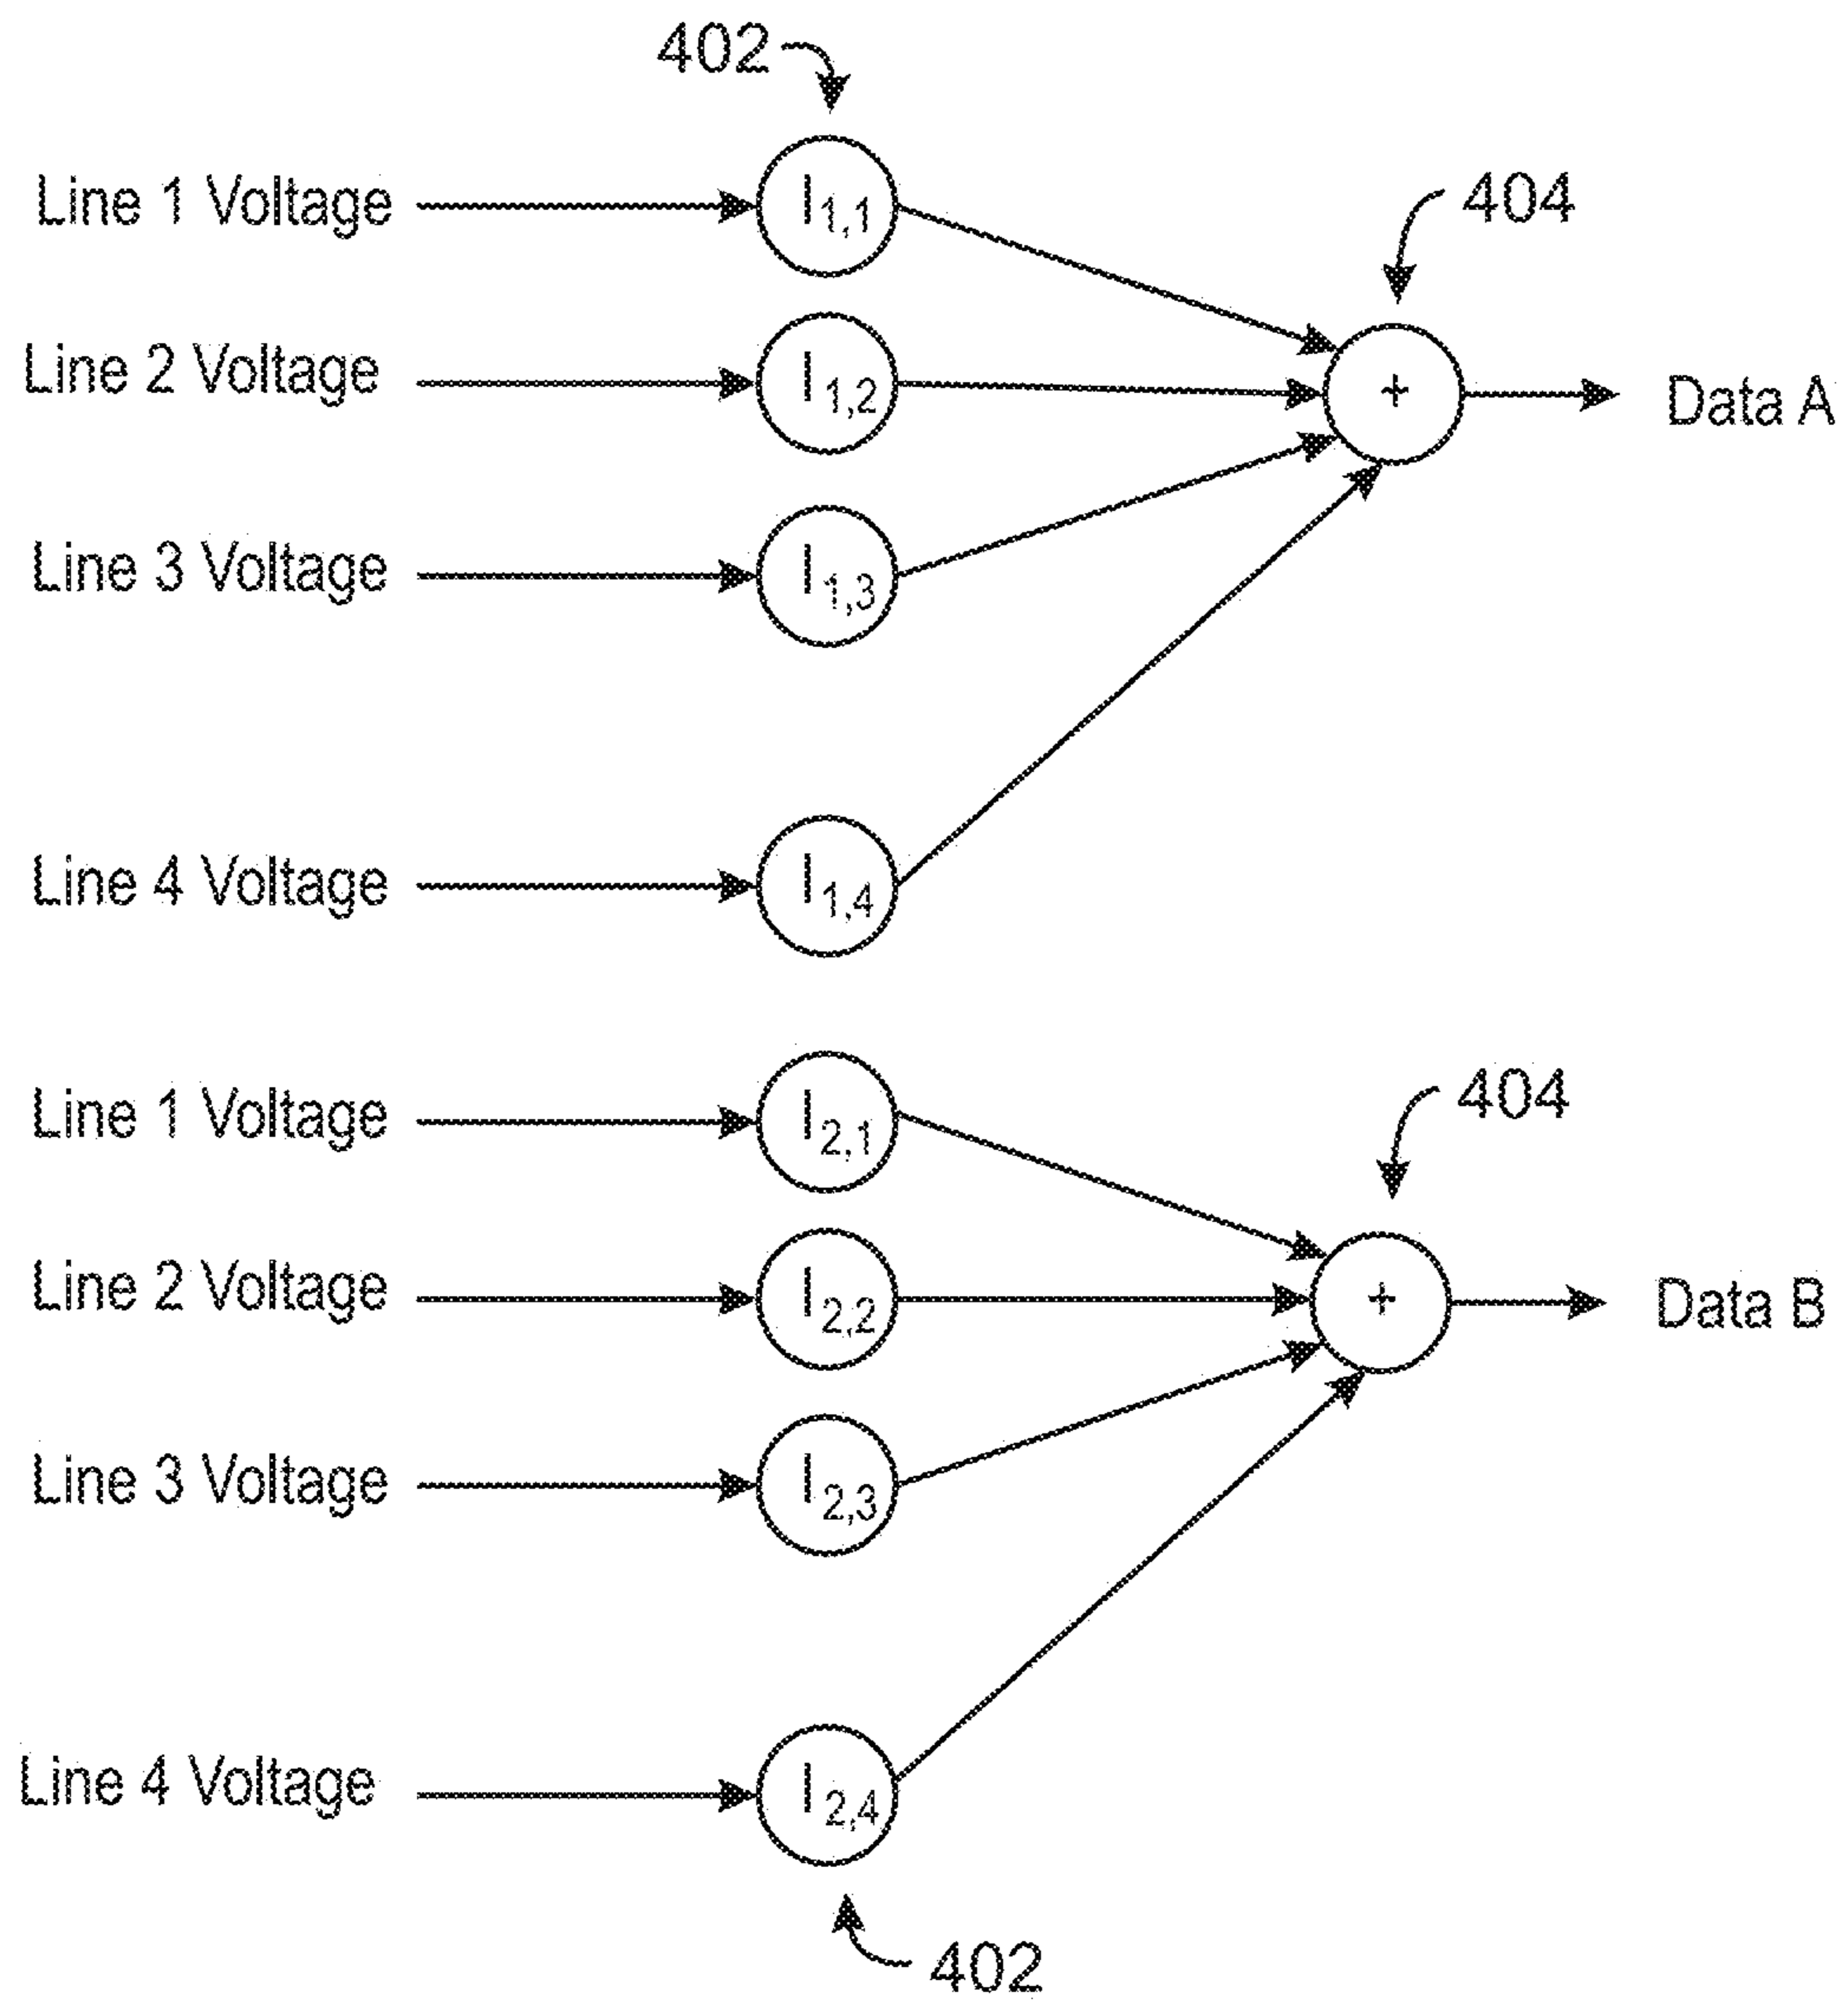 402
Line 1 Voltage
I1,1
404
Line 2 Voltage
I1,2
+
Data A
Line 3 Voltage
I1,3
Line 4 Voltage
I1,4
Line 1 Voltage
I2,1
404
Line 2 Voltage
I2,2
+
Data B
Line 3 Voltage
I2,3
Line 4 Voltage
I2,4
402